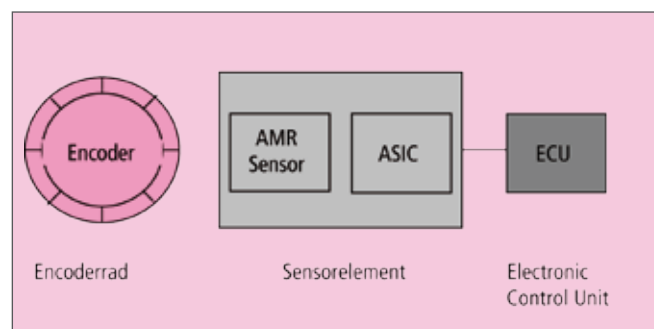 Encoder
AMR
Sensor
ASIC
ECU
Encoderrad
Sensorelement
Electronic
Control Unit